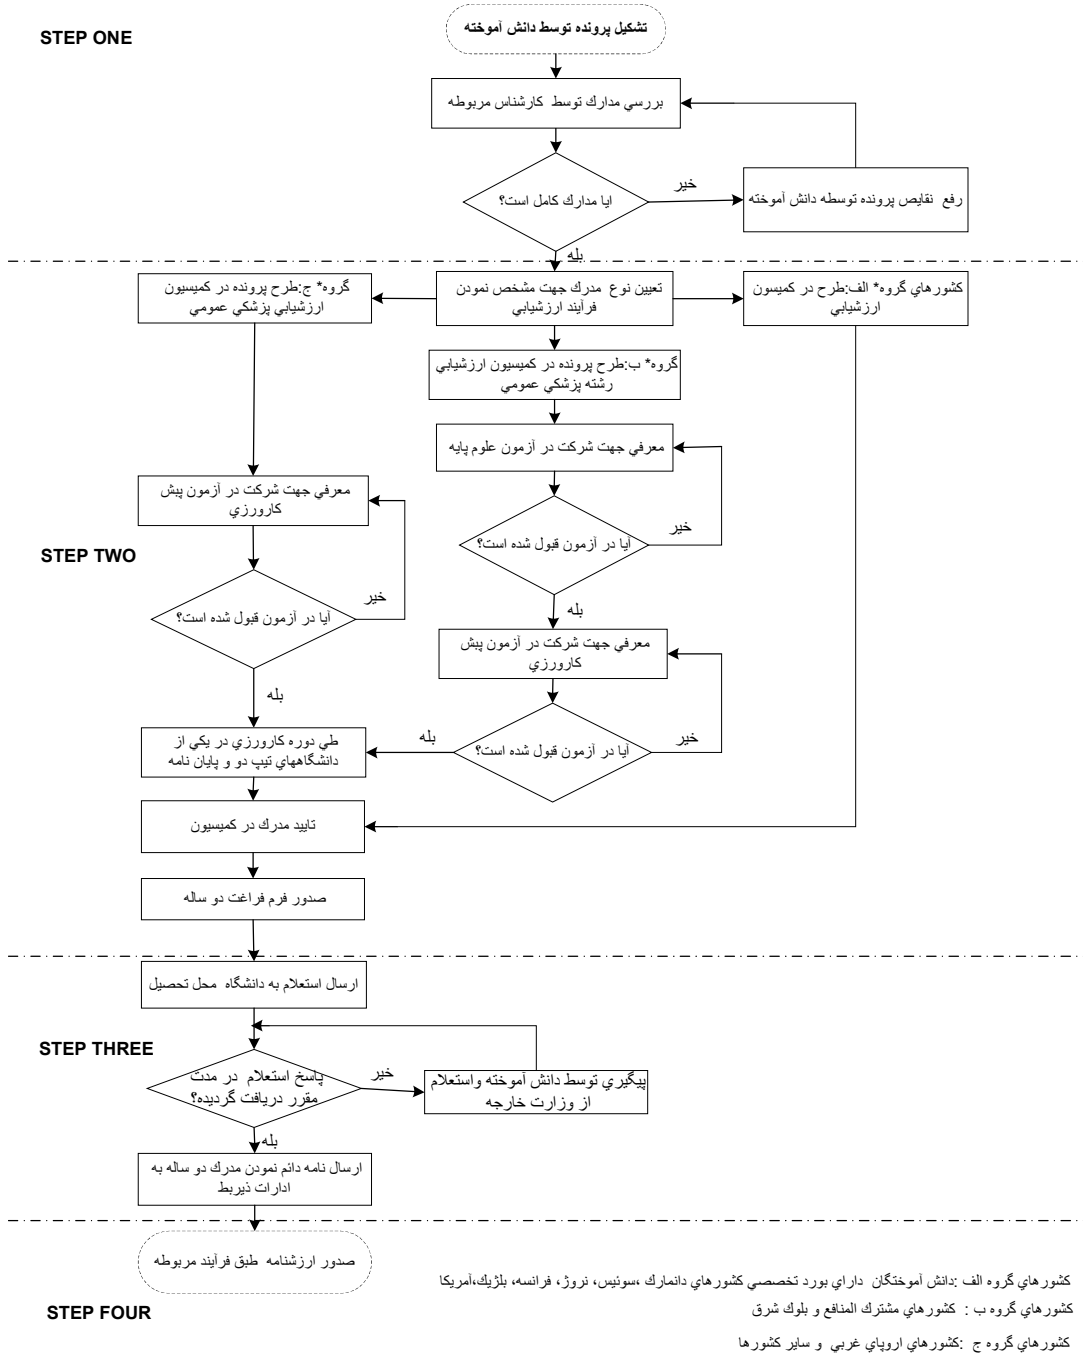 STEP ONE
تشكيل پرونده توسط دانش آموخته
بررسي مدارك توسط كارشناس مربوطه
ايا مدارك كامل است؟
خير
رفع نقايص پرونده توسطه دانش آموخته
بله
گروه* ج:طرح پرونده در كميسيون
ارزشيابي پزشكي عمومي
تعيين نوع مدرك جهت مشخص نمودن
فرآيند ارزشيابي
كشورهاي گروه* الف:طرح در كميسون
ارزشيابي
گروه* ب:طرح پرونده در كميسيون ارزشيابي
رشته پزشكي عمومي
معرفي جهت شركت در آزمون علوم پايه
معرفي جهت شركت در آزمون پيش
كارورزي
آيا در آزمون قبول شده است؟
خير
STEP TWO
آيا در آزمون قبول شده است؟
خير
بله
معرفي جهت شركت در آزمون پيش
كارورزي
بله
آيا در آزمون قبول شده است؟
خير
بله
طي دوره كارورزي در يكي از
دانشگاههاي تيپ دو و پايان نامه
تاييد مدرك در كميسيون
صدور فرم فراغت دو ساله
ارسال استعلام به دانشگاه محل تحصيل
STEP THREE
پاسخ استعلام در مدت
مقرر دريافت گرديده؟
خير
پيگيري توسط دانش آموخته واستعلام
از وزارت خارجه
بله
ارسال نامه دائم نمودن مدرك دو ساله به
ادارات ذيربط
صدور ارزشنامه طبق فرآيند مربوطه
STEP FOUR
كشورهاي گروه الف :دانش آموختگان داراي بورد تخصصي كشورهاي دانمارك ،سوئيس، نروژ، فرانسه، بلژيك،آمريكا
كشورهاي گروه ب : كشورهاي مشترك المنافع و بلوك شرق
كشورهاي گروه ج :كشورهاي اروپاي غربي و ساير كشورها